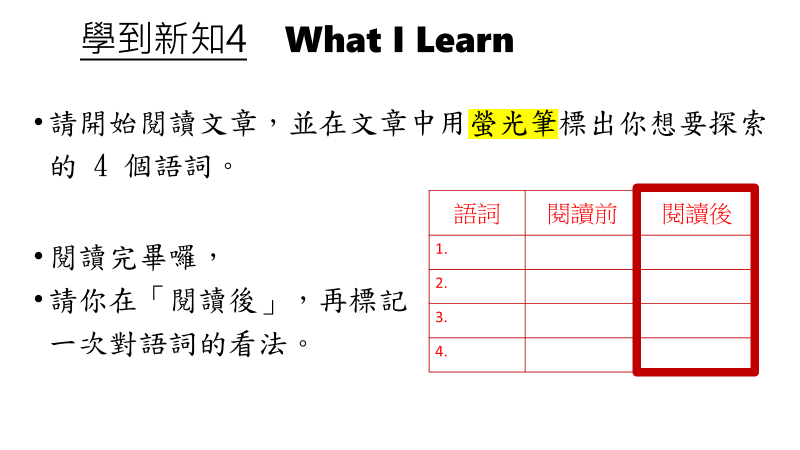 學到新知4 What I Learn
•請開始閱讀文章，並在文章中用螢光筆標出你想要探索
的 4 個語詞。
•閱讀完畢囉，
•請你在「閱讀後」，再標記
一次對語詞的看法。
語詞 閱讀前 閱讀後
1.
2.
3.
4.